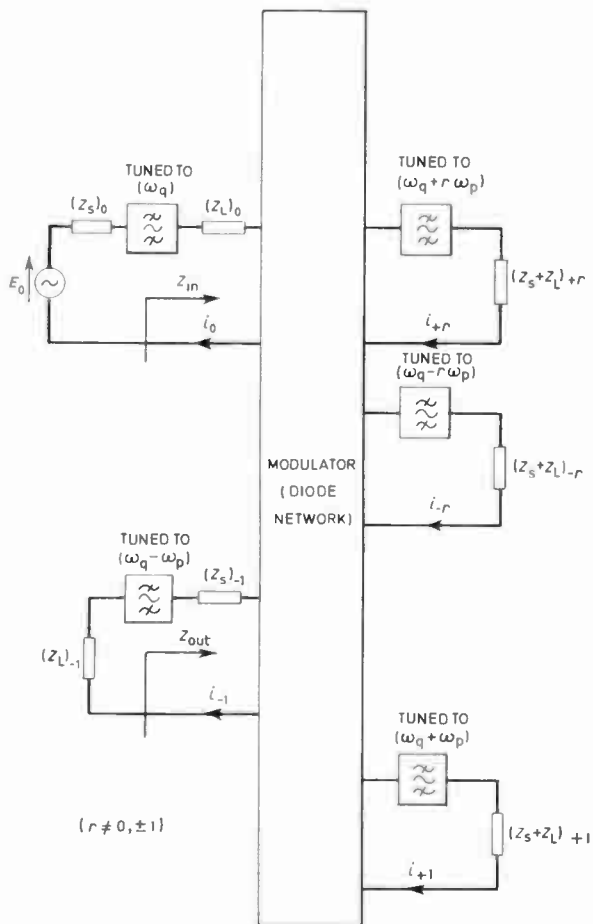 TUNED TO
(ωq)
(Zs)0
(ZL)0
E0
Zin
i0
TUNED TO
(ωq+rωp)
(Zs+ZL)+r
i+r
TUNED TO
(ωq-rωp)
(Zs+ZL)-r
i-r
MODULATOR
(DIODE
NETWORK)
TUNED TO
(ωq-ωp)
(Zs)-1
(ZL)-1
Zout
i-1
TUNED TO
(ωq+ωp)
(Zs+ZL)+1
i+1
(r≠0,±1)